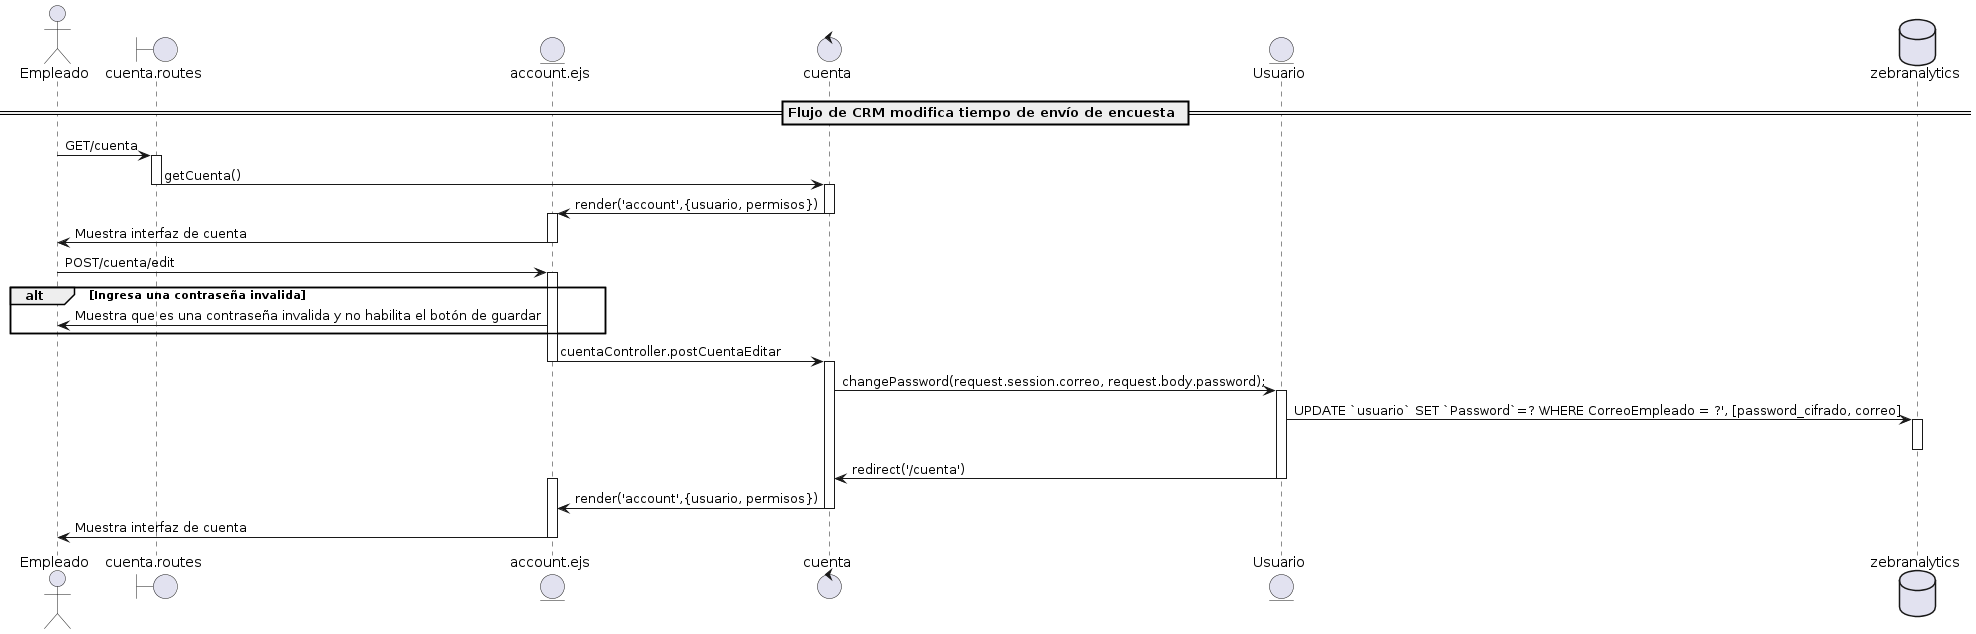 Empleado
cuenta.routes
account.ejs
cuenta
Usuario
zebranalytics
Flujo de CRM modifica tiempo de envío de encuesta
GET/cuenta
getCuenta()
render('account',{usuario, permisos})
Muestra interfaz de cuenta
POST/cuenta/edit
alt
[Ingresa una contraseña invalida]
Muestra que es una contraseña invalida y no habilita el botón de guardar
cuentaController.postCuentaEditar
changePassword(request.session.correo, request.body.password);
UPDATE `usuario` SET `Password`=? WHERE CorreoEmpleado = ?', [password_cifrado, correo]
redirect('/cuenta')
render('account',{usuario, permisos})
Muestra interfaz de cuenta
Empleado
cuenta.routes
account.ejs
cuenta
Usuario
zebranalytics